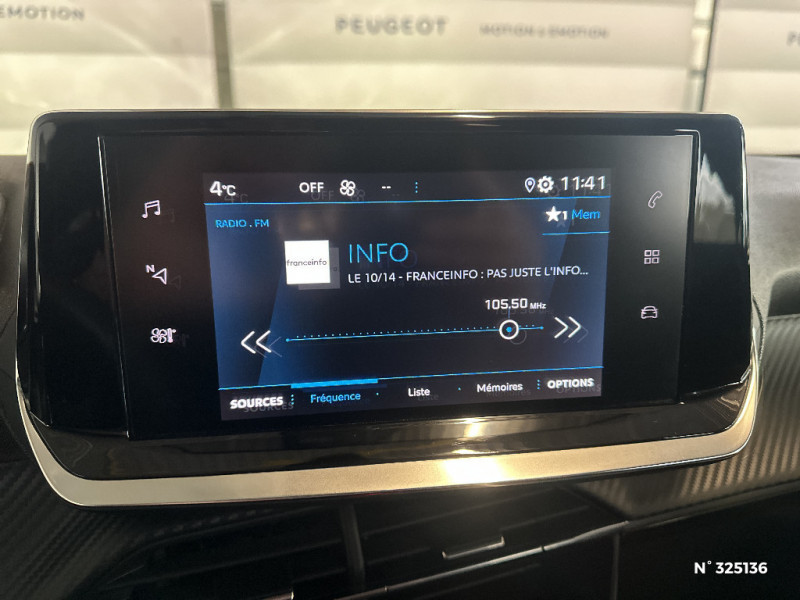 EMOTION
PEUGEOT MOTION & EMOTION
4°C OFF -- 11:41
RADIO . FM
1 Mem
franceinfo
INFO
LE 10/14 - FRANCEINFO : PAS JUSTE L'INFO...
105.50 MHz
N
SOURCES Fréquence Liste Mémoires OPTIONS
N° 325136